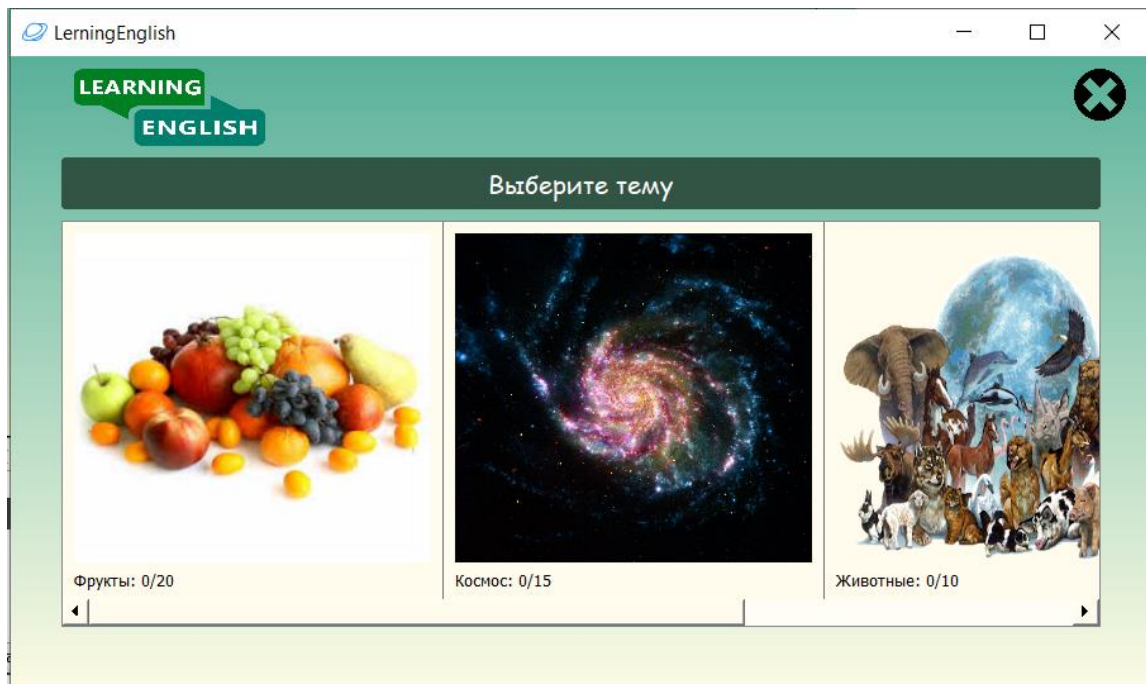 LerningEnglish
LEARNING
ENGLISH
Выберите тему
Фрукты: 0/20
Космос: 0/15
Животные: 0/10